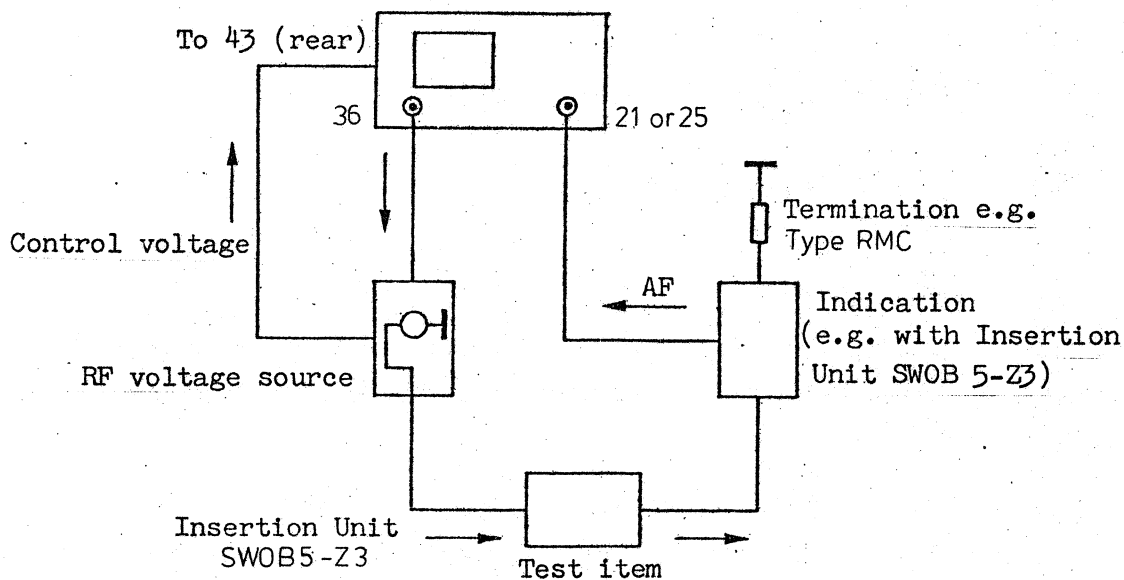 To 43 (rear)
36
21 or 25
Control voltage
Termination e.g.
Type RMC
AF
Indication
(e.g. with Insertion
Unit SWOB 5-Z3)
RF voltage source
Insertion Unit
SWOB5-Z3
Test item